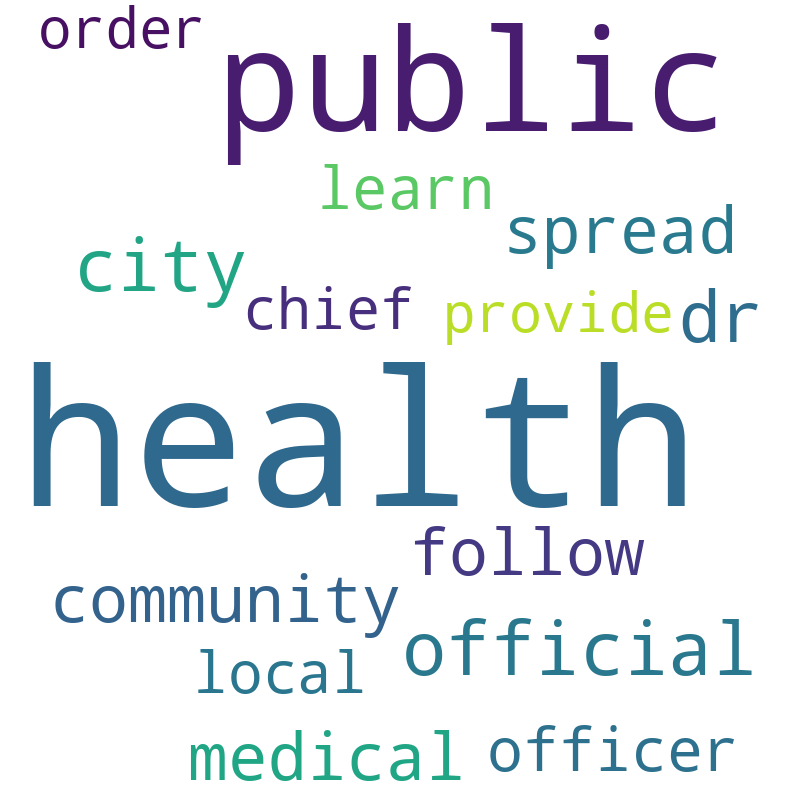 order
public
learn
spread
city
chief
provide
dr
health
follow
community
official
local
medical
officer